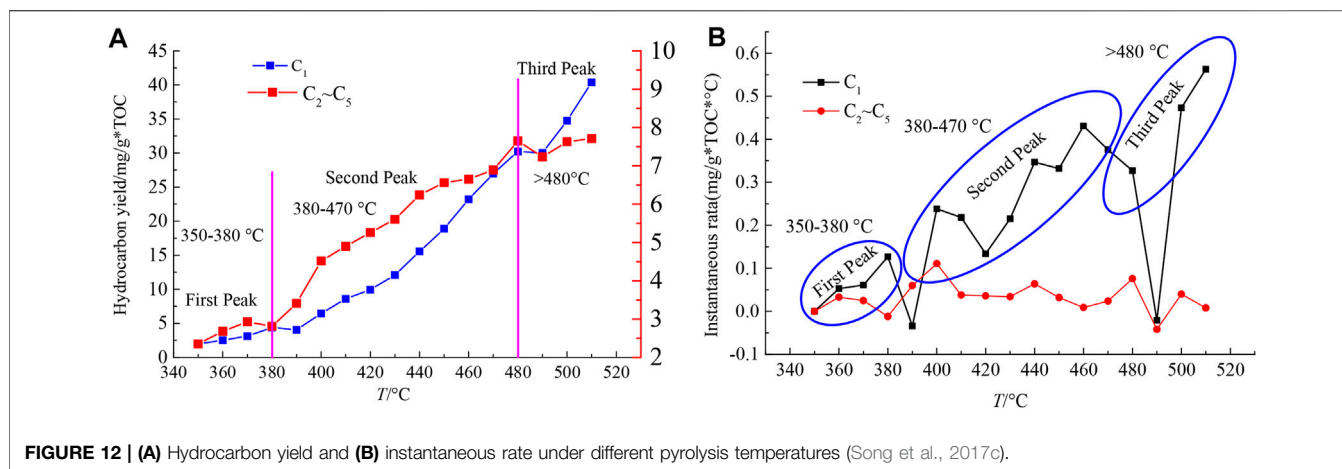 A
Hydrocarbon yield/mg/g*TOC
45
40
35
30
25
20
15
10
5
0
C₁
C₂~C₅
Third Peak
Second Peak
380-470 °C
>480°C
350-380 °C
First Peak
10
9
8
7
6
5
4
3
2
340 360 380 400 420 440 460 480 500 520
T/°C
B
Instantaneous rata(mg/g*TOC*°C)
0.6
0.5
0.4
0.3
0.2
0.1
0.0
-0.1
C₁
C₂~C₅
>480 °C
380-470 °C
Third Peak
Second Peak
350-380 °C
First Peak
340 360 380 400 420 440 460 480 500 520
T/°C
FIGURE 12 | (A) Hydrocarbon yield and (B) instantaneous rate under different pyrolysis temperatures (Song et al., 2017c).